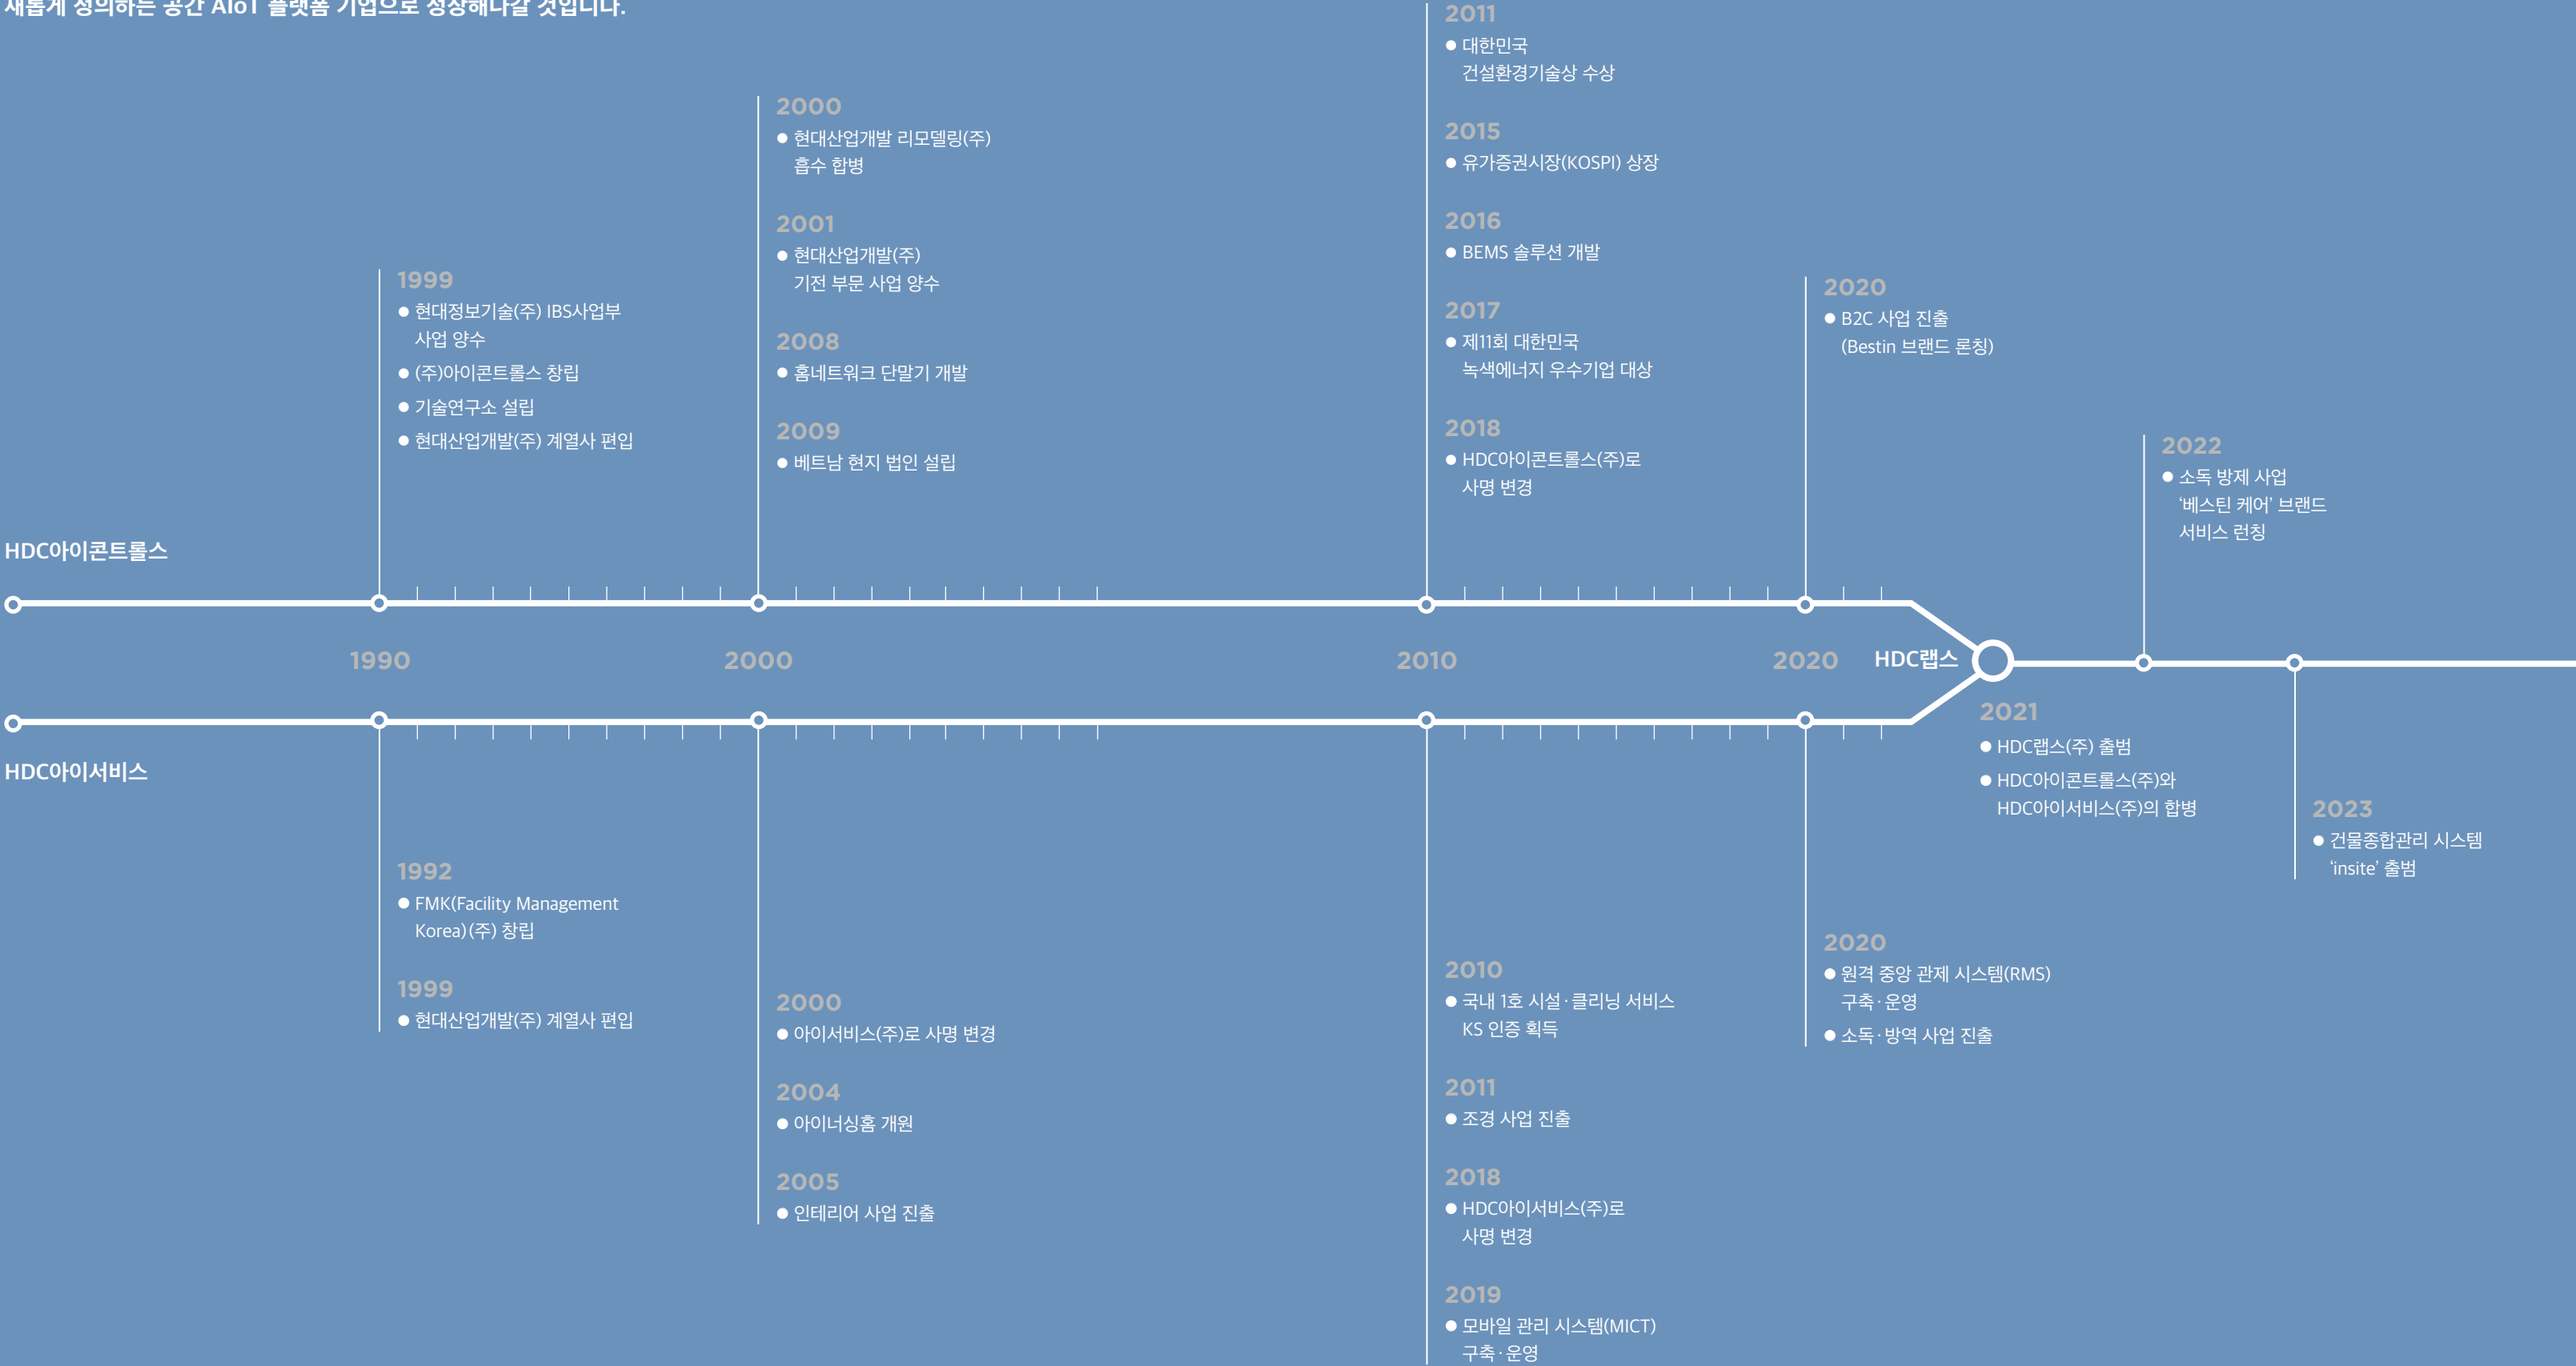 새롭게 정의하는 공간 AIoT 플랫폼 기업으로 성장해나갈 것입니다.
HDC아이콘트롤스
1999
● 현대정보기술(주) IBS사업부
사업 양수
● (주)아이콘트롤스 창립
● 기술연구소 설립
● 현대산업개발(주) 계열사 편입
2000
● 현대산업개발 리모델링(주)
흡수 합병
2001
● 현대산업개발(주)
기전 부문 사업 양수
2008
● 홈네트워크 단말기 개발
2009
● 베트남 현지 법인 설립
2011
● 대한민국
건설환경기술상 수상
2015
● 유가증권시장(KOSPI) 상장
2016
● BEMS 솔루션 개발
2017
● 제11회 대한민국
녹색에너지 우수기업 대상
2018
● HDC아이콘트롤스(주)로
사명 변경
2020
● B2C 사업 진출
(Bestin 브랜드 론칭)
2022
● 소독 방제 사업
‘베스틴 케어’ 브랜드
서비스 런칭
1990
2000
2010
2020
HDC랩스
2021
● HDC랩스(주) 출범
● HDC아이콘트롤스(주)와
HDC아이서비스(주)의 합병
2023
● 건물종합관리 시스템
‘insite’ 출범
HDC아이서비스
1992
● FMK(Facility Management
Korea)(주) 창립
1999
● 현대산업개발(주) 계열사 편입
2000
● 아이서비스(주)로 사명 변경
2004
● 아이너싱홈 개원
2005
● 인테리어 사업 진출
2010
● 국내 1호 시설·클리닝 서비스
KS 인증 획득
2011
● 조경 사업 진출
2018
● HDC아이서비스(주)로
사명 변경
2019
● 모바일 관리 시스템(MICT)
구축·운영
2020
● 원격 중앙 관제 시스템(RMS)
구축·운영
● 소독·방역 사업 진출